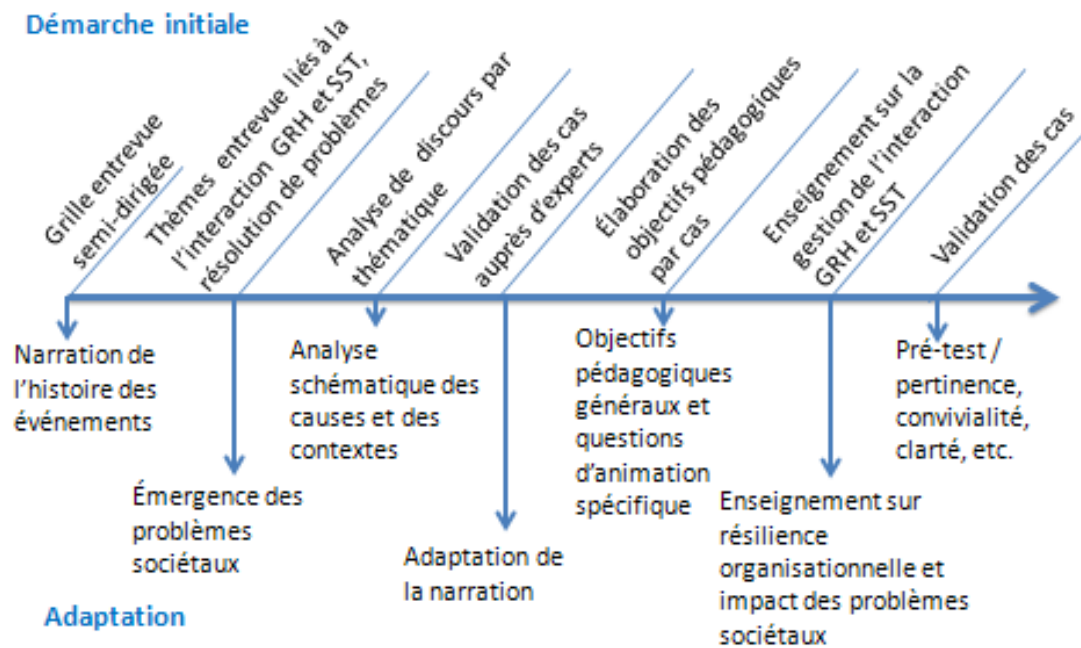 Démarche initiale
Grille entrevue
semi-dirigée
Thèmes entrevue liés à la
l'interaction GRH et SST,
résolution de problèmes
Analyse de discours par
thématique
Validation des cas
auprès d'experts
Élaboration des
objectifs pédagogiques
par cas
Enseignement sur la
gestion de l'interaction
GRH et SST
Validation des cas
Narration de
l'histoire des
événements
Émergence des
problèmes
sociétaux
Analyse
schématique des
causes et des
contextes
Adaptation de
la narration
Objectifs
pédagogiques
généraux et
questions
d'animation
spécifique
Enseignement sur
résilience
organisationnelle et
impact des problèmes
sociétaux
Pré-test /
pertinence,
convivialité,
clarté, etc.
Adaptation